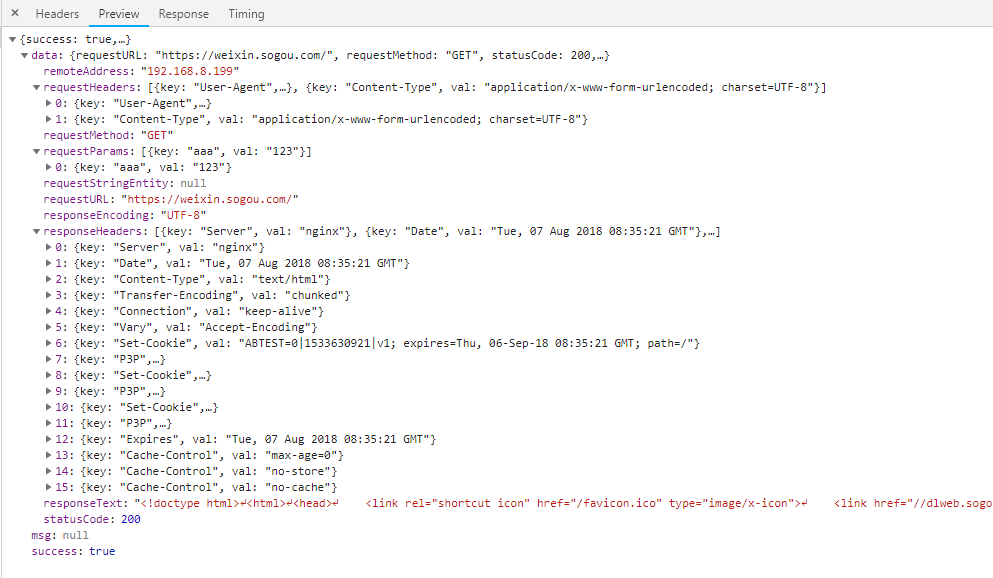 × Headers Preview Response Timing
▼{success: true,…}
▼data: {requestURL: "https://weixin.sogou.com/", requestMethod: "GET", statusCode: 200,…}
remoteAddress: "192.168.8.199"
▼requestHeaders: [{key: "User-Agent",…}, {key: "Content-Type", val: "application/x-www-form-urlencoded; charset=UTF-8"}]
▶0: {key: "User-Agent",…}
▶1: {key: "Content-Type", val: "application/x-www-form-urlencoded; charset=UTF-8"}
requestMethod: "GET"
▼requestParams: [{key: "aaa", val: "123"}]
▶0: {key: "aaa", val: "123"}
requestStringEntity: null
requestURL: "https://weixin.sogou.com/"
responseEncoding: "UTF-8"
▼responseHeaders: [{key: "Server", val: "nginx"}, {key: "Date", val: "Tue, 07 Aug 2018 08:35:21 GMT"},…]
▶0: {key: "Server", val: "nginx"}
▶1: {key: "Date", val: "Tue, 07 Aug 2018 08:35:21 GMT"}
▶2: {key: "Content-Type", val: "text/html"}
▶3: {key: "Transfer-Encoding", val: "chunked"}
▶4: {key: "Connection", val: "keep-alive"}
▶5: {key: "Vary", val: "Accept-Encoding"}
▶6: {key: "Set-Cookie", val: "ABTEST=0|1533630921|v1; expires=Thu, 06-Sep-18 08:35:21 GMT; path=/"}
▶7: {key: "P3P",…}
▶8: {key: "Set-Cookie",…}
▶9: {key: "P3P",…}
▶10: {key: "Set-Cookie",…}
▶11: {key: "P3P",…}
▶12: {key: "Expires", val: "Tue, 07 Aug 2018 08:35:21 GMT"}
▶13: {key: "Cache-Control", val: "max-age=0"}
▶14: {key: "Cache-Control", val: "no-store"}
▶15: {key: "Cache-Control", val: "no-cache"}
responseText: "<!doctype html>↵<html>↵<head>↵    <link rel="shortcut icon" href="/favicon.ico" type="image/x-icon">↵    <link href="//dlweb.sogo
statusCode: 200
msg: null
success: true